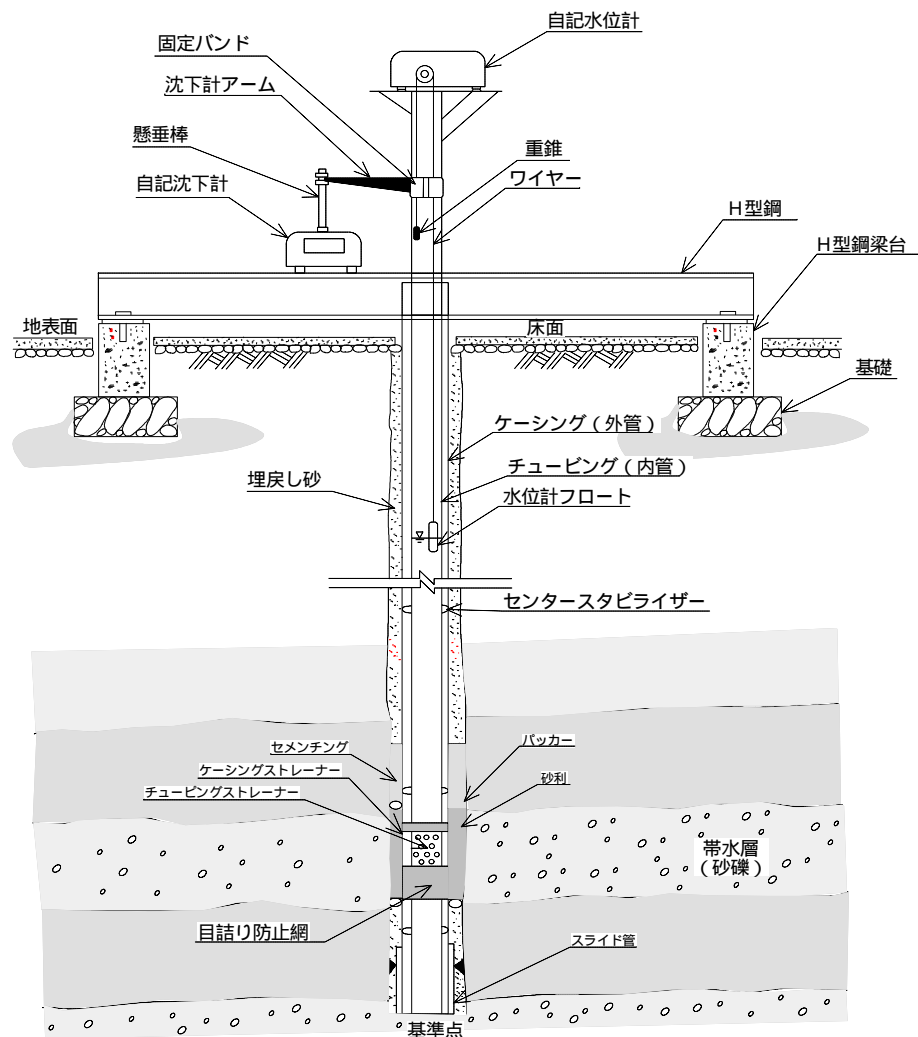 自記水位計
固定バンド
沈下計アーム
懸垂棒
重錐
ワイヤー
自記沈下計
H型鋼
H型鋼梁台
地表面
床面
基礎
ケーシング(外管)
チュービング(内管)
埋戻し砂
水位計フロート
センタースタビライザー
セメンチング
パッカー
ケーシングストレーナー
砂利
チュービングストレーナー
帯水層
(砂礫)
目詰り防止網
スライド管
基準点